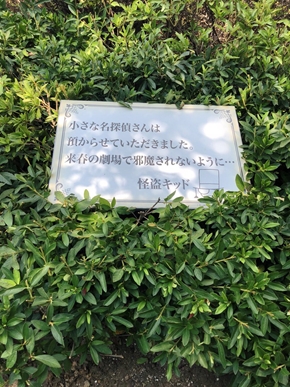 小さな名探偵さんは
預からせていただきました
来春の劇場で邪魔されないように…
怪盗キッド